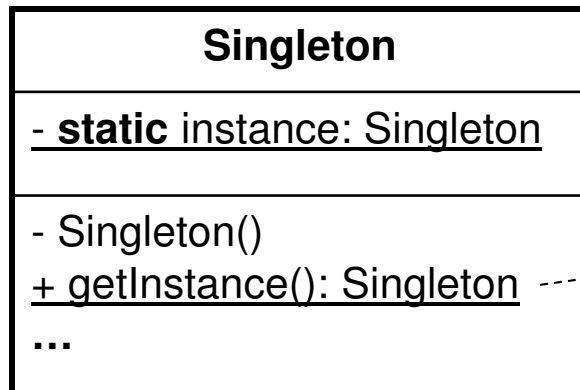 Singleton
- static instance: Singleton
- Singleton()
+ getInstance(): Singleton
...